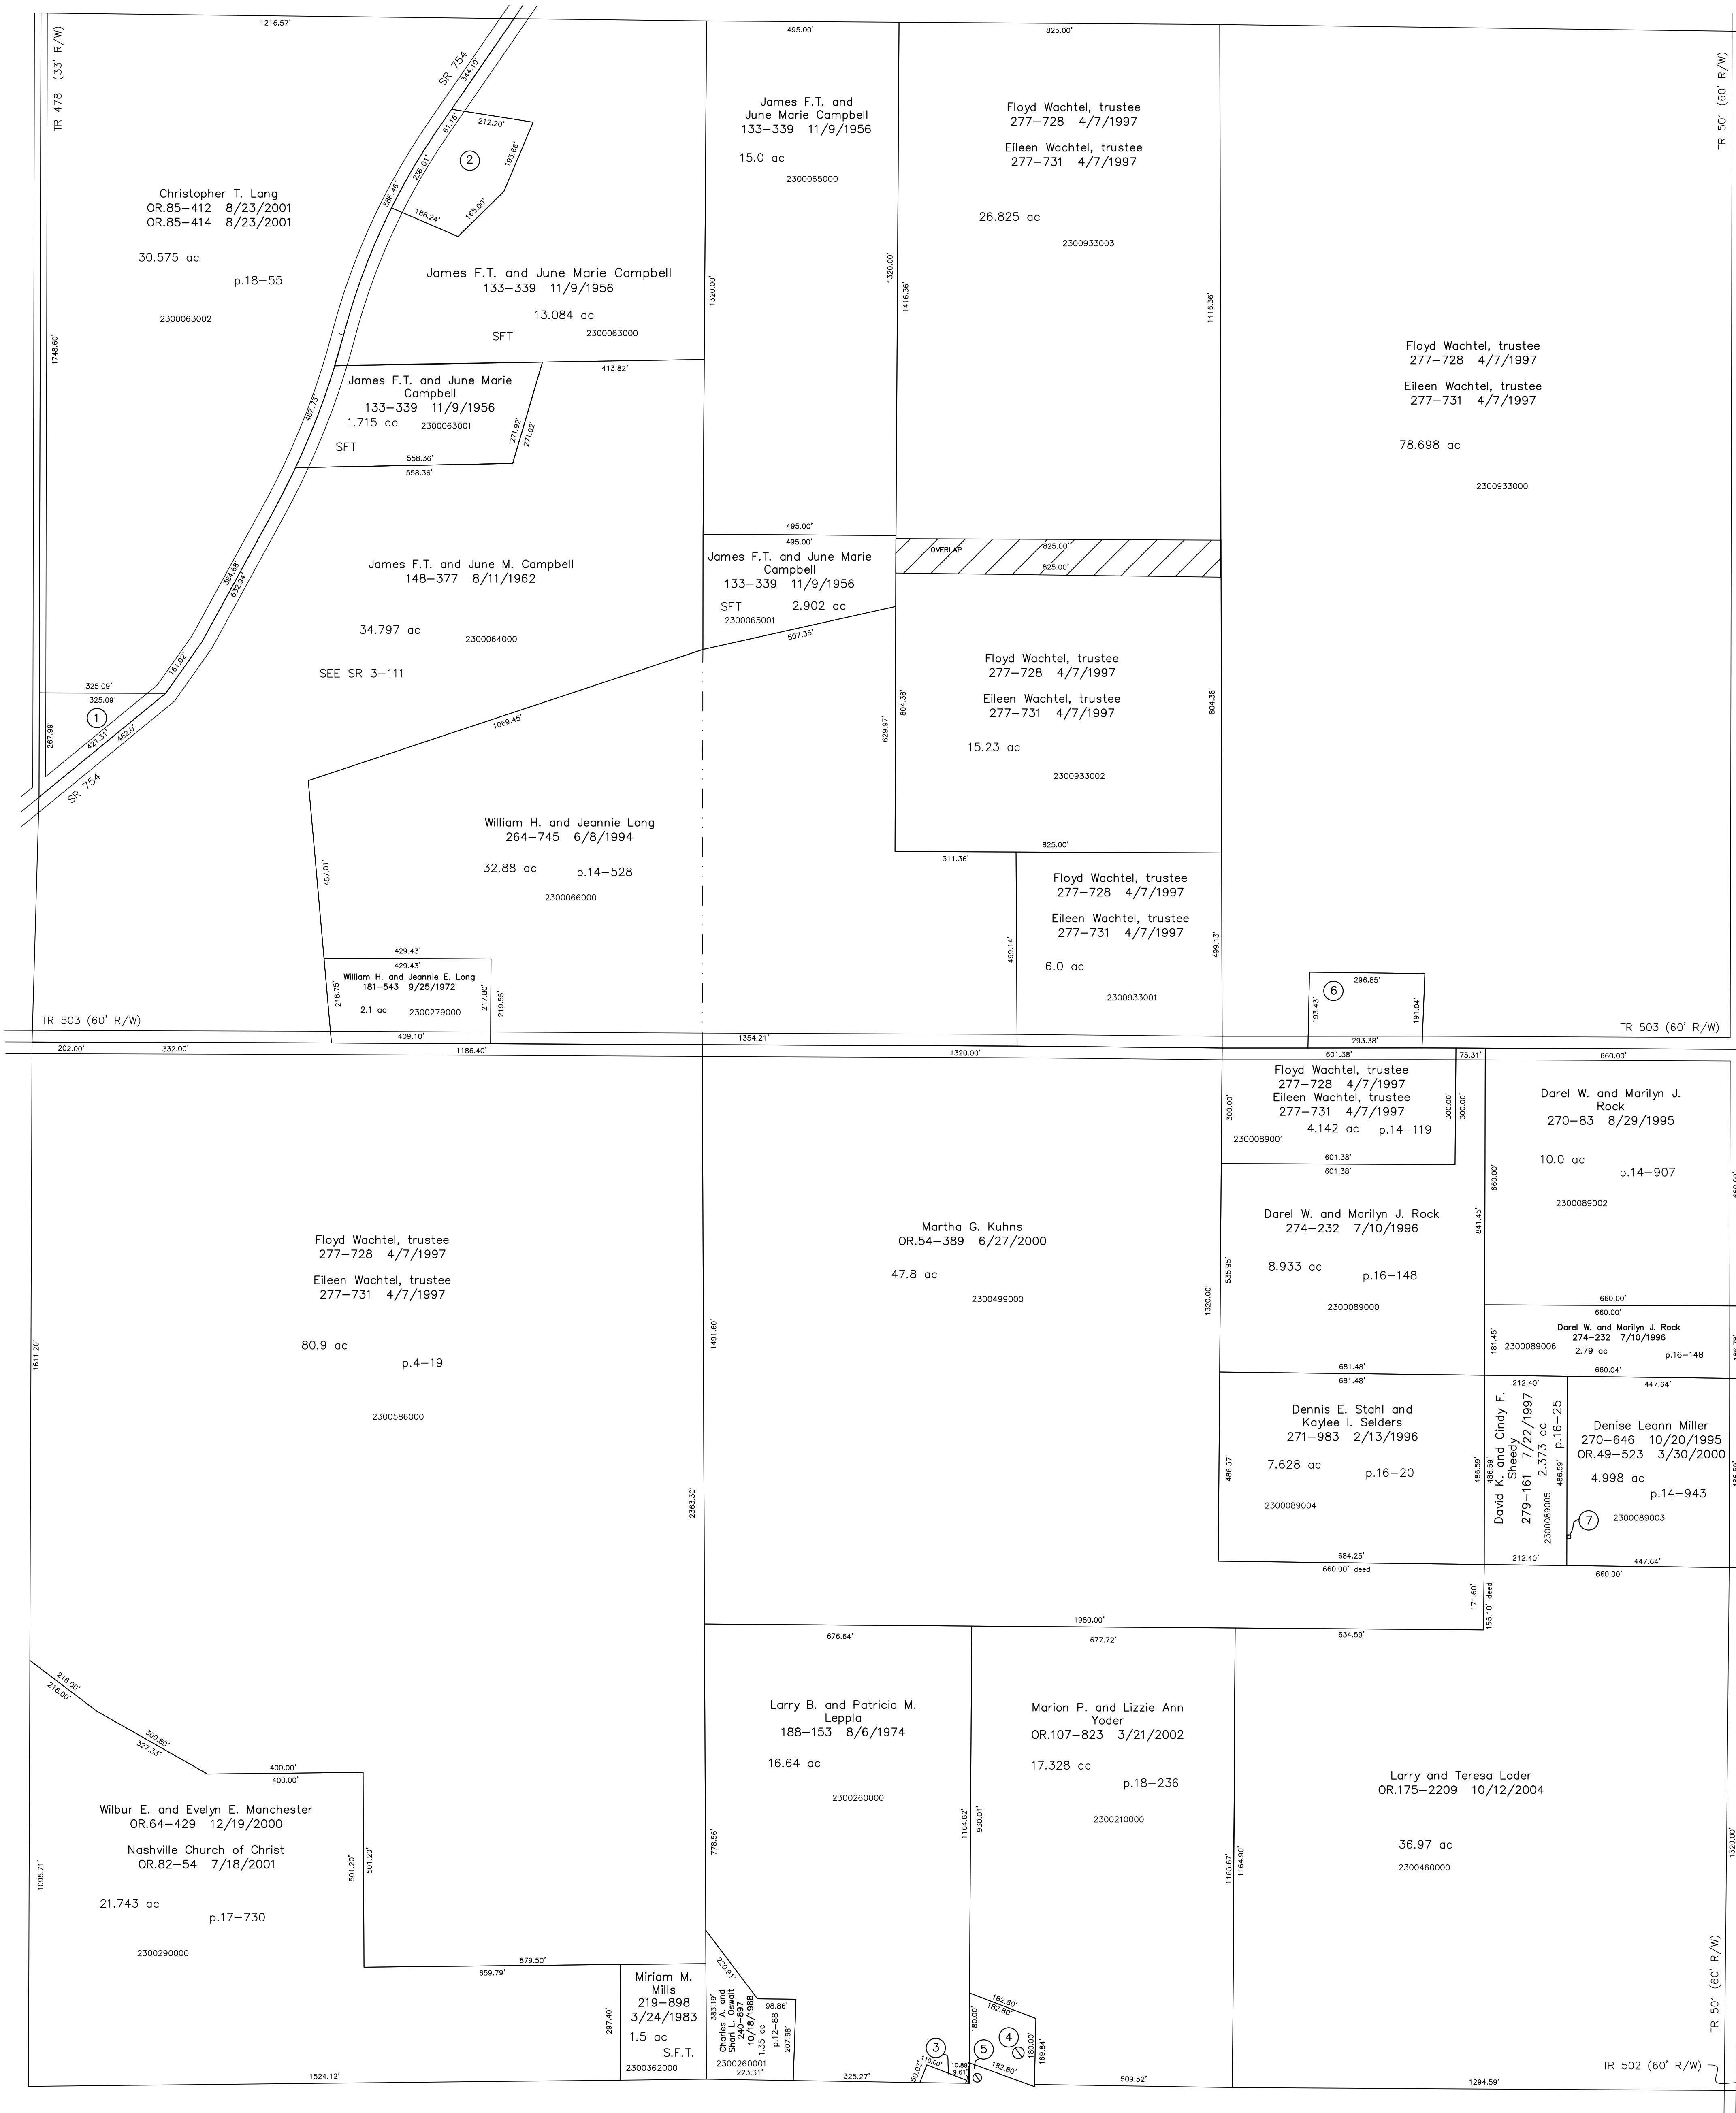 1216.57'
TR 478 (33' R/W)
SR 754
344.10'
61.15'
212.20'
193.66'
2
236.01'
586.46'
186.24'
165.00'
495.00'
825.00'
TR 501 (60' R/W)
Christopher T. Lang
OR.85-412 8/23/2001
OR.85-414 8/23/2001
30.575 ac
p.18-55
2300063002
1748.60'
James F.T. and June Marie Campbell
133-339 11/9/1956
13.084 ac
SFT
2300063000
413.82'
James F.T. and
June Marie Campbell
133-339 11/9/1956
15.0 ac
2300065000
1320.00'
1320.00'
1416.36'
Floyd Wachtel, trustee
277-728 4/7/1997
Eileen Wachtel, trustee
277-731 4/7/1997
26.825 ac
2300933003
1416.36'
Floyd Wachtel, trustee
277-728 4/7/1997
Eileen Wachtel, trustee
277-731 4/7/1997
78.698 ac
2300933000
James F.T. and June Marie
Campbell
133-339 11/9/1956
1.715 ac
2300063001
SFT
271.92'
271.92'
558.36'
558.36'
487.73'
James F.T. and June M. Campbell
148-377 8/11/1962
34.797 ac
2300064000
SEE SR 3-111
384.68'
632.94'
161.02'
325.09'
325.09'
1
267.99'
421.31'
462.0'
SR 754
495.00'
495.00'
James F.T. and June Marie
Campbell
133-339 11/9/1956
SFT
2.902 ac
2300065001
507.35'
1069.45'
OVERLAP
825.00'
825.00'
Floyd Wachtel, trustee
277-728 4/7/1997
Eileen Wachtel, trustee
277-731 4/7/1997
15.23 ac
2300933002
629.97'
804.38'
804.38'
825.00'
311.36'
William H. and Jeannie Long
264-745 6/8/1994
32.88 ac
p.14-528
2300066000
457.01'
429.43'
429.43'
William H. and Jeannie E. Long
181-543 9/25/1972
2.1 ac
2300279000
218.75'
217.80'
219.55'
Floyd Wachtel, trustee
277-728 4/7/1997
Eileen Wachtel, trustee
277-731 4/7/1997
6.0 ac
2300933001
499.14'
499.13'
296.85'
6
193.43'
191.04'
293.38'
TR 503 (60' R/W)
TR 503 (60' R/W)
409.10'
1354.21'
202.00'
332.00'
1186.40'
1320.00'
601.38'
75.31'
660.00'
Floyd Wachtel, trustee
277-728 4/7/1997
Eileen Wachtel, trustee
277-731 4/7/1997
4.142 ac
p.14-119
2300089001
300.00'
300.00'
300.00'
601.38'
601.38'
Darel W. and Marilyn J.
Rock
270-83 8/29/1995
10.0 ac
p.14-907
2300089002
660.00'
660.00'
841.45'
Darel W. and Marilyn J. Rock
274-232 7/10/1996
8.933 ac
p.16-148
2300089000
535.95'
681.48'
681.48'
660.00'
660.00'
Darel W. and Marilyn J. Rock
274-232 7/10/1996
2300089006
2.79 ac
p.16-148
181.45'
186.78'
660.04'
Floyd Wachtel, trustee
277-728 4/7/1997
Eileen Wachtel, trustee
277-731 4/7/1997
80.9 ac
p.4-19
2300586000
1611.20'
2363.30'
1491.60'
Martha G. Kuhns
OR.54-389 6/27/2000
47.8 ac
2300499000
1320.00'
Dennis E. Stahl and
Kaylee I. Selders
271-983 2/13/1996
7.628 ac
p.16-20
2300089004
486.57'
486.59'
684.25'
660.00' deed
212.40'
David K. and Cindy F.
Sheedy
279-161 7/22/1997
2.373 ac
p.16-25
2300089005
486.59'
486.59'
212.40'
447.64'
Denise Leann Miller
270-646 10/20/1995
OR.49-523 3/30/2000
4.998 ac
p.14-943
2300089003
7
486.59'
447.64'
660.00'
171.60'
155.10' deed
1980.00'
676.64'
677.72'
634.59'
216.00'
216.00'
300.80'
327.33'
400.00'
400.00'
Wilbur E. and Evelyn E. Manchester
OR.64-429 12/19/2000
Nashville Church of Christ
OR.82-54 7/18/2001
21.743 ac
p.17-730
2300290000
1095.71'
501.20'
501.20'
879.50'
659.79'
1524.12'
Miriam M.
Mills
219-898
3/24/1983
1.5 ac
S.F.T.
2300362000
297.40'
Larry B. and Patricia M.
Leppla
188-153 8/6/1974
16.64 ac
2300260000
778.56'
1164.62'
930.01'
220.91'
383.19'
Charles A. and
Shari L. Oswalt
240-897
10/18/1988
1.35 ac
p.12-88
98.86'
207.68'
2300260001
223.31'
325.27'
Marion P. and Lizzie Ann
Yoder
OR.107-823 3/21/2002
17.328 ac
p.18-236
2300210000
1165.67'
1164.90'
182.80'
182.80'
180.00'
180.00'
169.84'
4
3
5
50.03'
110.00'
10.89'
9.61'
182.80'
509.52'
Larry and Teresa Loder
OR.175-2209 10/12/2004
36.97 ac
2300460000
1320.00'
TR 501 (60' R/W)
TR 502 (60' R/W)
1294.59'